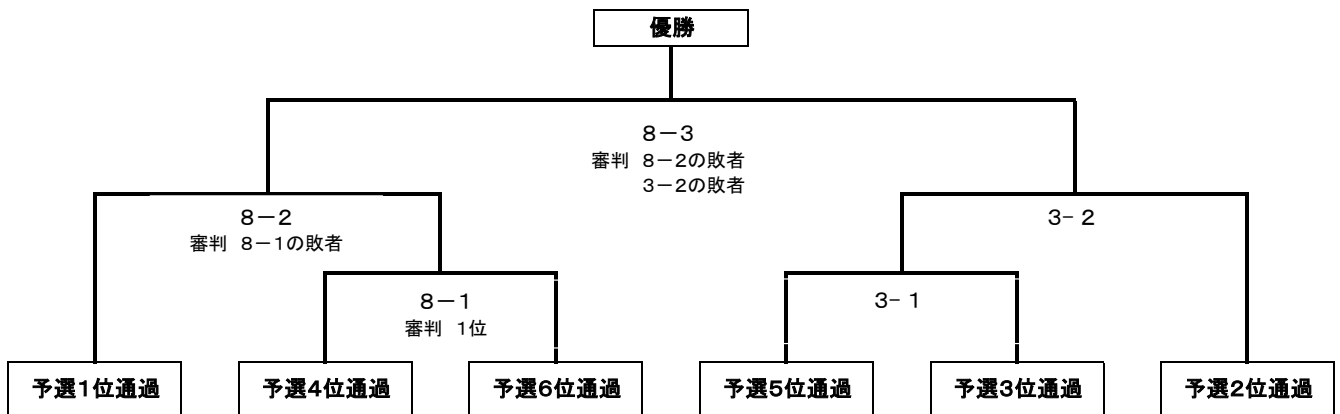 優勝
8－3
審判　8－2の敗者
3－2の敗者
8－2
審判　8－1の敗者
3- 2
8－1
審判　1位
3- 1
予選1位通過
予選4位通過
予選6位通過
予選5位通過
予選3位通過
予選2位通過